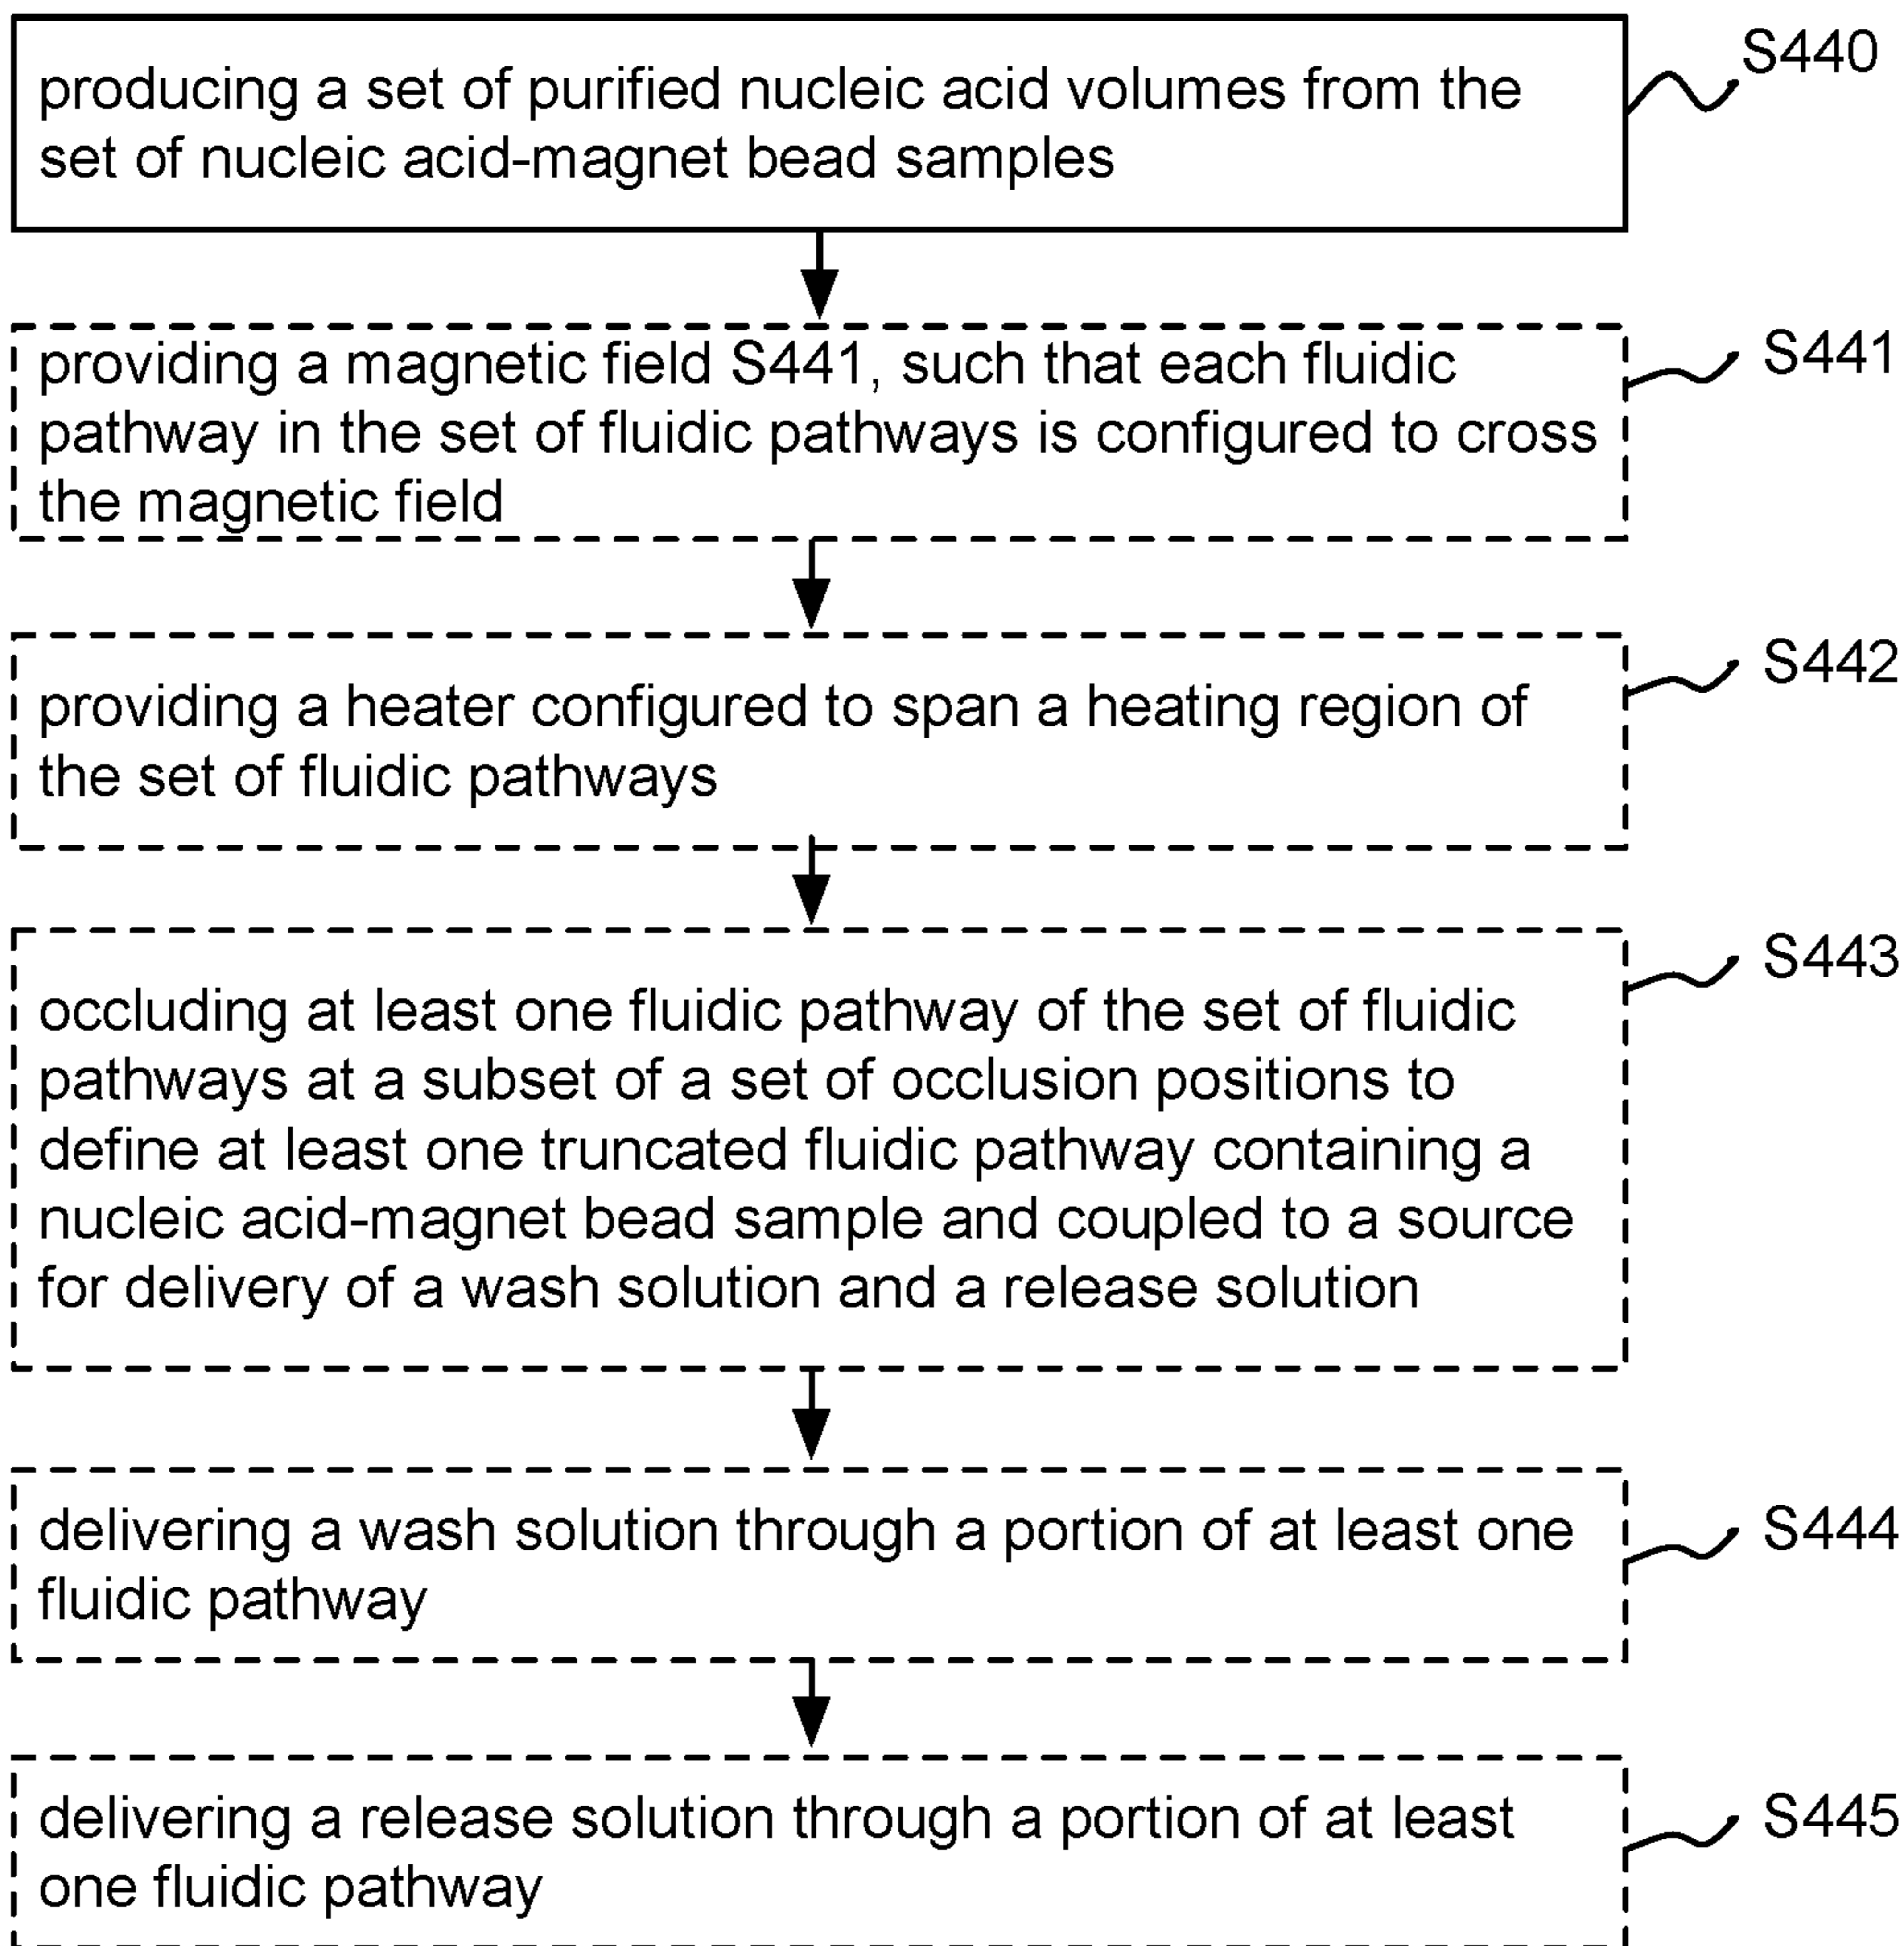 producing a set of purified nucleic acid volumes from the
set of nucleic acid-magnet bead samples
S440
providing a magnetic field S441, such that each fluidic
pathway in the set of fluidic pathways is configured to cross
the magnetic field
S441
providing a heater configured to span a heating region of
the set of fluidic pathways
S442
occluding at least one fluidic pathway of the set of fluidic
pathways at a subset of a set of occlusion positions to
define at least one truncated fluidic pathway containing a
nucleic acid-magnet bead sample and coupled to a source
for delivery of a wash solution and a release solution
S443
delivering a wash solution through a portion of at least one
fluidic pathway
S444
delivering a release solution through a portion of at least
one fluidic pathway
S445